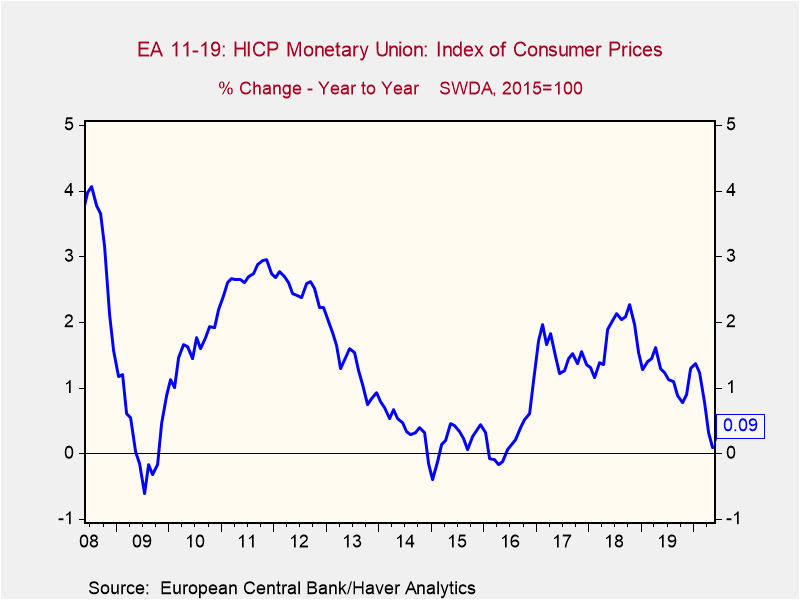 EA 11-19: HICP Monetary Union: Index of Consumer Prices
% Change - Year to Year    SWDA, 2015=100
5 5
4 4
3 3
2 2
1 1
0.09
0 0
-1 -1
08 09 10 11 12 13 14 15 16 17 18 19
Source:  European Central Bank/Haver Analytics